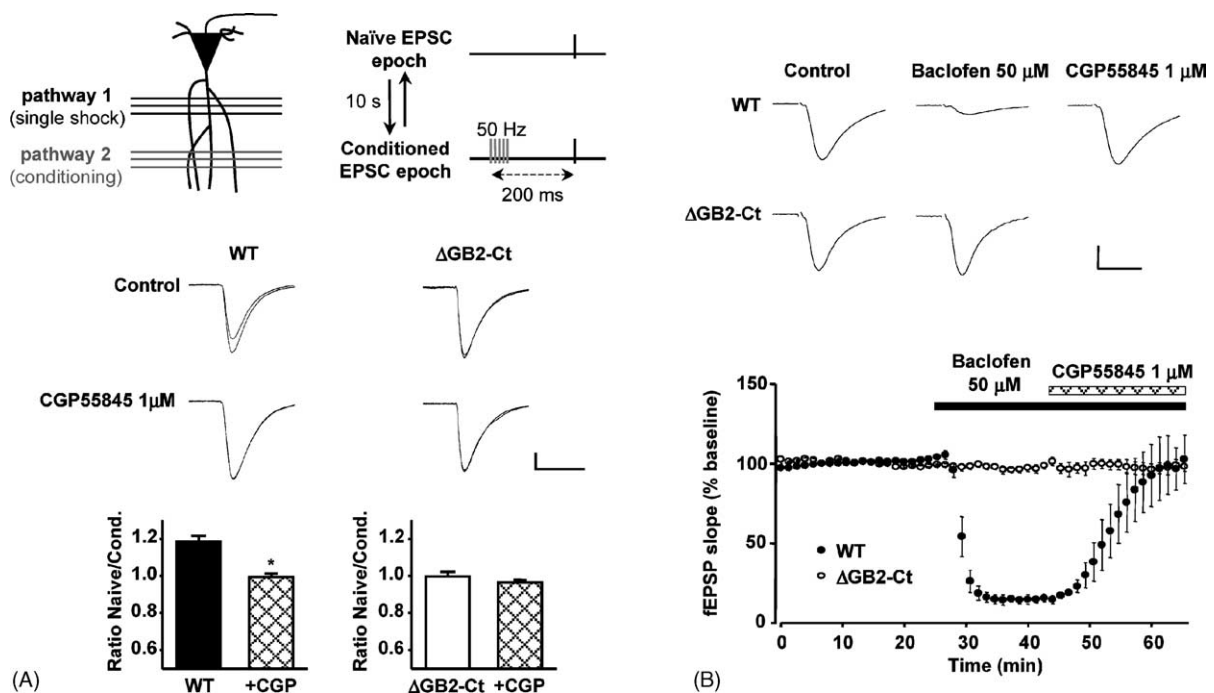 pathway 1
(single shock)
pathway 2
(conditioning)
Naïve EPSC
epoch
10 s
50 Hz
Conditioned
EPSC epoch
200 ms
WT
ΔGB2-Ct
Control
CGP55845 1μM
Ratio Naive/Cond.
1.2
1.0
0.8
0.6
*
WT
+CGP
Ratio Naive/Cond.
1.2
1.0
0.8
0.6
ΔGB2-Ct
+CGP
(A)
Control
Baclofen 50 μM
CGP55845 1 μM
WT
ΔGB2-Ct
Baclofen
50 μM
CGP55845 1 μM
fEPSP slope (% baseline)
150
100
50
0
WT
ΔGB2-Ct
0 10 20 30 40 50 60
Time (min)
(B)